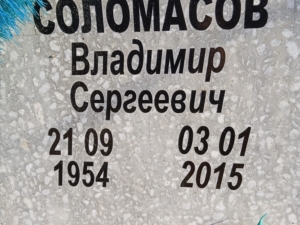 СОЛОМАСОВ
Владимир
Сергеевич
21 09 03 01
1954 2015